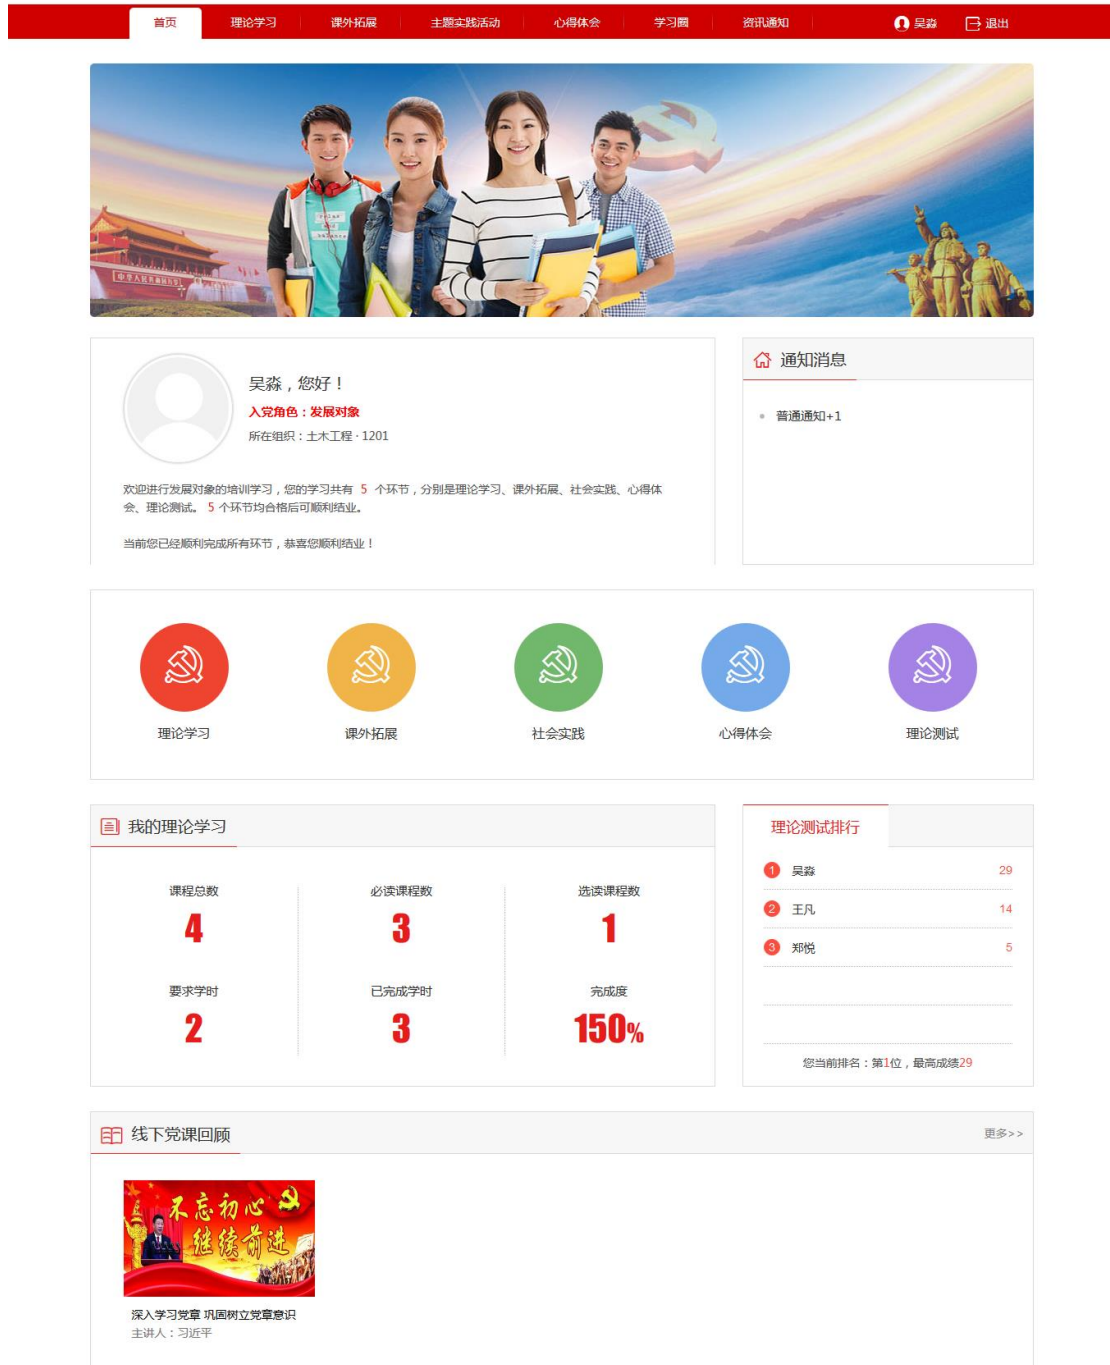 首页 理论学习 课外拓展 主题实践活动 心得体会 学习圈 资讯通知 吴淼 退出
中华人民共和国万岁
吴淼，您好！
入党角色：发展对象
所在组织：土木工程 · 1201
欢迎进行发展对象的培训学习，您的学习共有 5 个环节，分别是理论学习、课外拓展、社会实践、心得体
会、理论测试。 5 个环节均合格后可顺利结业。
当前您已经顺利完成所有环节，恭喜您顺利结业！
通知消息
普通通知+1
理论学习 课外拓展 社会实践 心得体会 理论测试
我的理论学习
课程总数 必读课程数 选读课程数
4 3 1
要求学时 已完成学时 完成度
2 3 150%
理论测试排行
1 吴淼 29
2 王凡 14
3 郑悦 5
您当前排名：第1位，最高成绩29
线下党课回顾 更多>>
不忘初心
继续前进
深入学习党章 巩固树立党章意识
主讲人：习近平